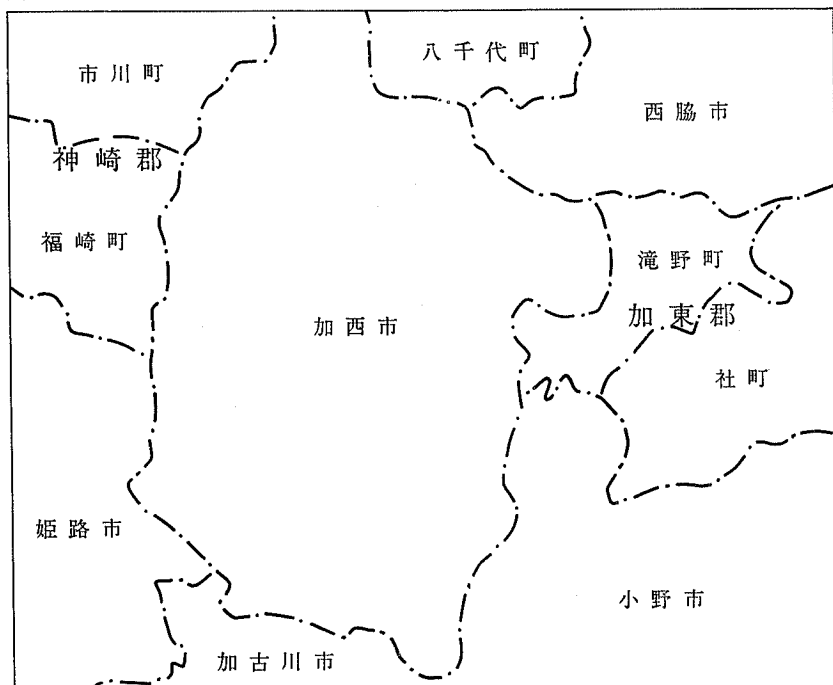 八千代町
市川町
西脇市
神崎郡
福崎町
滝野町
加東郡
加西市
社町
姫路市
小野市
加古川市